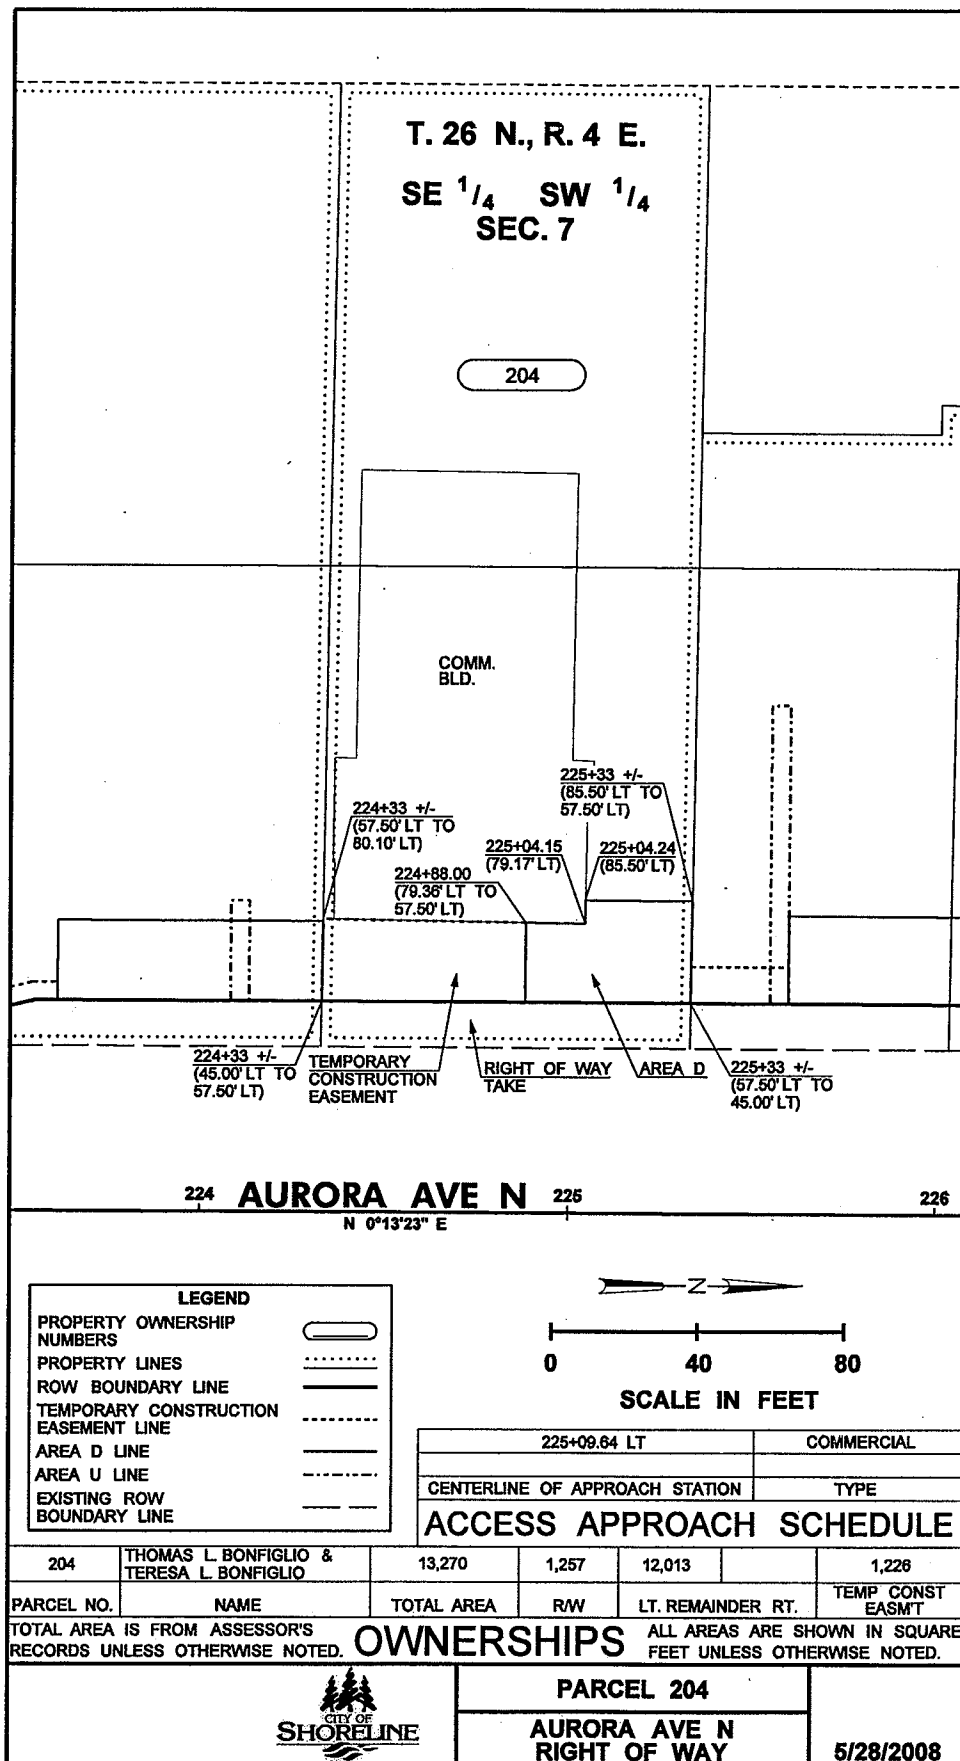 T. 26 N., R. 4 E.
SE 1/4 SW 1/4
SEC. 7
204
COMM.
BLD.
225+33 +/-
(85.50' LT TO
57.50' LT)
224+33 +/-
(57.50' LT TO
80.10' LT)
225+04.15
(79.17' LT)
225+04.24
(85.50' LT)
224+88.00
(79.36' LT TO
57.50' LT)
224+33 +/-
(45.00' LT TO
57.50' LT)
TEMPORARY
CONSTRUCTION
EASEMENT
RIGHT OF WAY
TAKE
AREA D
225+33 +/-
(57.50' LT TO
45.00' LT)
224 AURORA AVE N 225 226
N 0°13'23" E
N
0 40 80
SCALE IN FEET
LEGEND
PROPERTY OWNERSHIP
NUMBERS
PROPERTY LINES
ROW BOUNDARY LINE
TEMPORARY CONSTRUCTION
EASEMENT LINE
AREA D LINE
AREA U LINE
EXISTING ROW
BOUNDARY LINE
225+09.64 LT COMMERCIAL
CENTERLINE OF APPROACH STATION TYPE
ACCESS APPROACH SCHEDULE
204 THOMAS L. BONFIGLIO & TERESA L. BONFIGLIO 13,270 1,257 12,013 1,226
PARCEL NO. NAME TOTAL AREA R/W LT. REMAINDER RT. TEMP CONST EASM'T
TOTAL AREA IS FROM ASSESSOR'S
RECORDS UNLESS OTHERWISE NOTED.
OWNERSHIPS
ALL AREAS ARE SHOWN IN SQUARE
FEET UNLESS OTHERWISE NOTED.
CITY OF
SHORELINE
PARCEL 204
AURORA AVE N
RIGHT OF WAY
5/28/2008